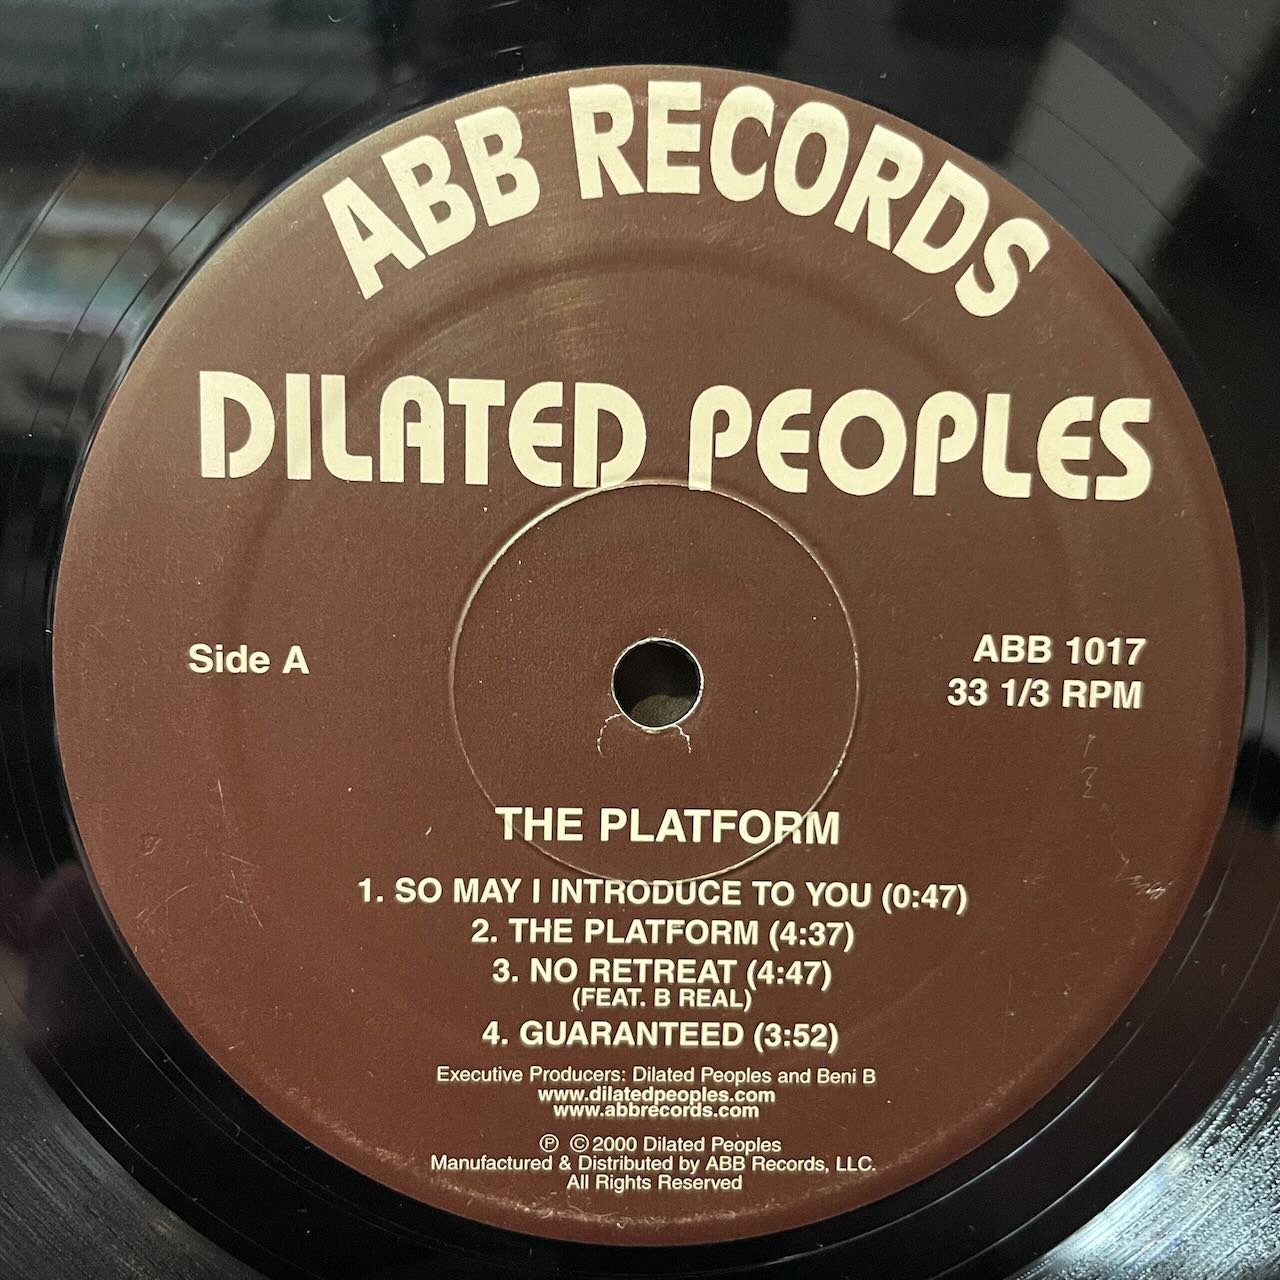 ABB RECORDS
DILATED PEOPLES
Side A
ABB 1017
33 1/3 RPM
THE PLATFORM
1. SO MAY I INTRODUCE TO YOU (0:47)
2. THE PLATFORM (4:37)
3. NO RETREAT (4:47)
(FEAT. B REAL)
4. GUARANTEED (3:52)
Executive Producers: Dilated Peoples and Beni B
www.dilatedpeoples.com
www.abbrecords.com
℗ ©2000 Dilated Peoples
Manufactured & Distributed by ABB Records, LLC.
All Rights Reserved